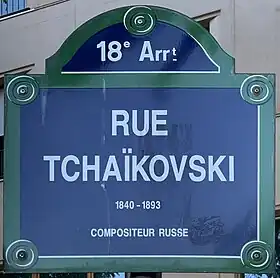 18e Arrt
RUE
TCHAÏKOVSKI
1840-1893
COMPOSITEUR RUSSE